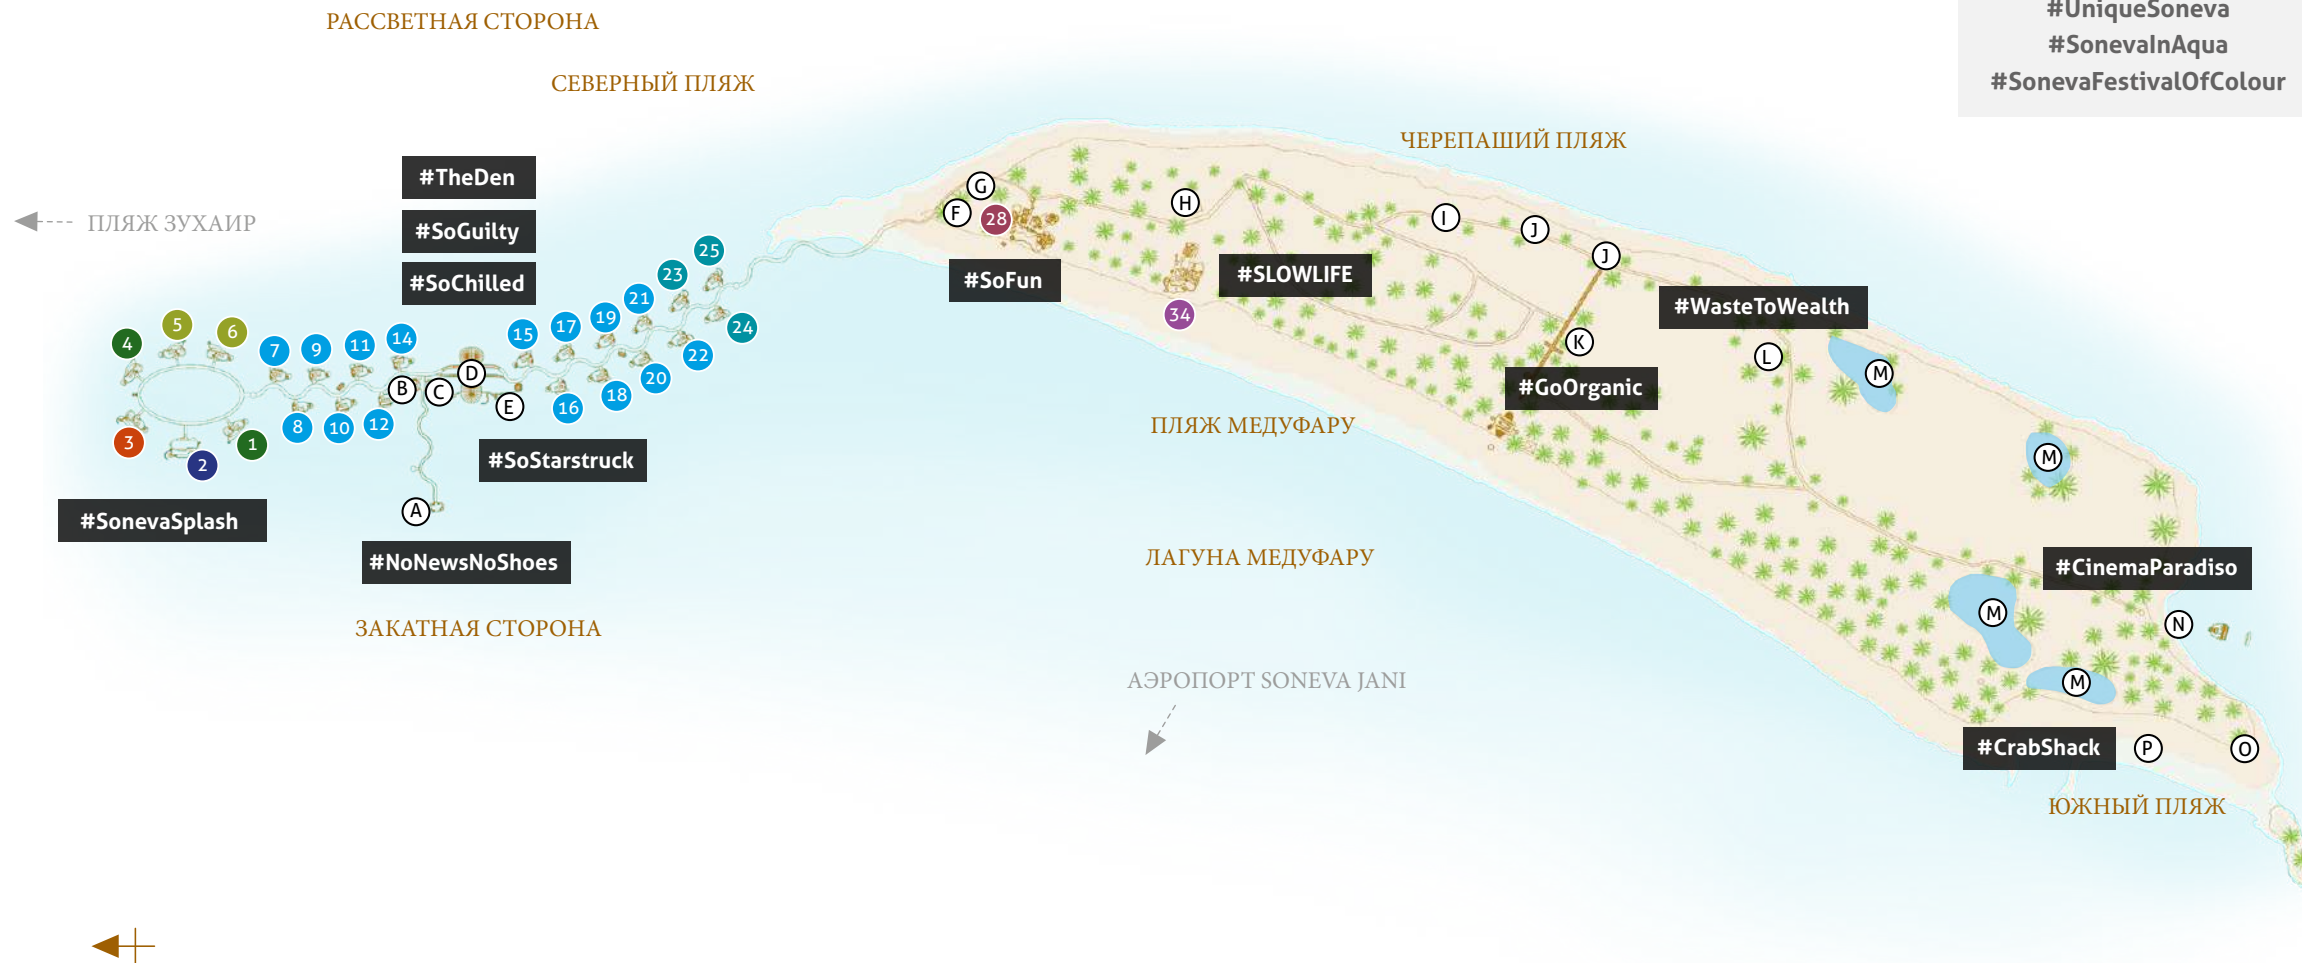 РАССВЕТНАЯ СТОРОНА
#UniqueSoneva
#SonevaInAqua
#SonevaFestivalOfColour
СЕВЕРНЫЙ ПЛЯЖ
ЧЕРЕПАШИЙ ПЛЯЖ
#TheDen
ПЛЯЖ ЗУХАИР
#SoGuilty
#SoChilled
G
F
28
H
I
J
J
25
23
21
19
17
15
24
22
20
18
16
#SoFun
#SLOWLIFE
34
#WasteToWealth
K
L
M
#GoOrganic
4
5
6
7
9
11
14
B
C
D
E
3
2
1
8
10
12
ПЛЯЖ МЕДУФАРУ
M
#SoStarstruck
A
#SonevaSplash
#NoNewsNoShoes
ЛАГУНА МЕДУФАРУ
#CinemaParadiso
M
N
ЗАКАТНАЯ СТОРОНА
АЭРОПОРТ SONEVA JANI
M
#CrabShack
P
O
ЮЖНЫЙ ПЛЯЖ